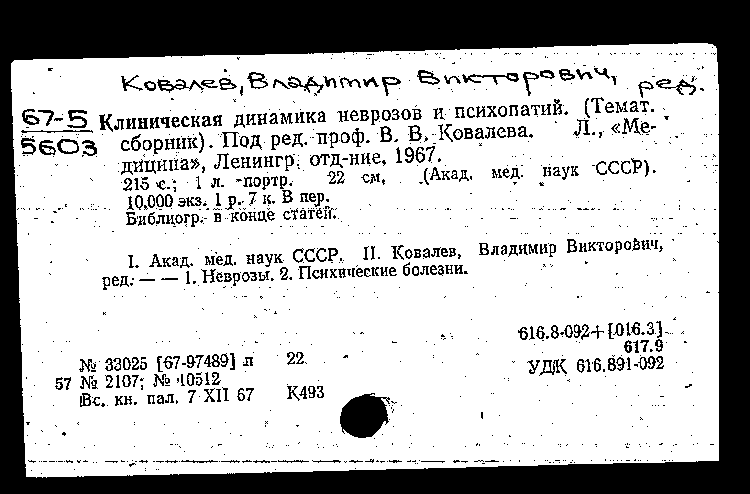 Ковалев, Владимир Викторович, ред.
67-5
5603
Клиническая динамика неврозов и психопатий. (Темат.
сборник). Под ред. проф. В. В. Ковалева. Л., «Ме-
дицина», Ленингр. отд-ние, 1967.
215 с.; 1 л. портр. 22 см. (Акад. мед. наук СССР).
10.000 экз. 1 р. 7 к. В пер.
Библиогр. в конце статей.
I. Акад. мед. наук СССР. II. Ковалев, Владимир Викторович,
ред. — — 1. Неврозы. 2. Психические болезни.
616.8-092+[016.3]
617.9
№ 33025 [67-97489] п 22
УДК 616.891-092
57 № 2107; № 10512
Вс. кн. пал. 7 XII 67 К493